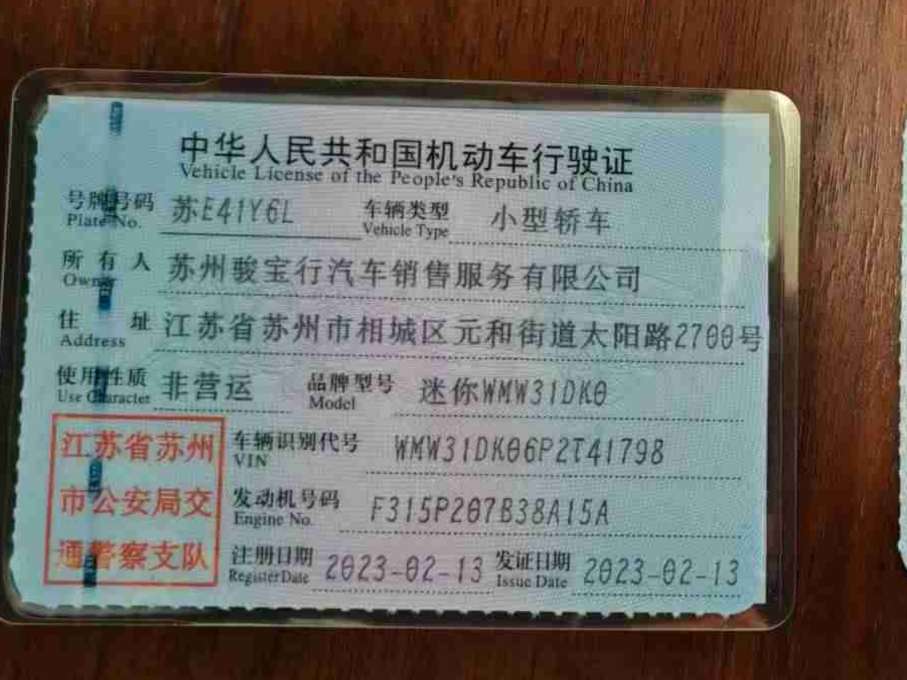 中华人民共和国机动车行驶证
Vehicle License of the People's Republic of China
号牌号码 苏E41Y6L 车辆类型 小型轿车
Plate No. Vehicle Type
所有人 苏州骏宝行汽车销售服务有限公司
Owner
住址 江苏省苏州市相城区元和街道太阳路2700号
Address
使用性质 非营运 品牌型号 迷你WMW31DK0
Use Character Model
江苏省苏州 车辆识别代号 WMW31DK06P2T41798
VIN
市公安局交 发动机号码 F315P207B38A15A
Engine No.
通警察支队 注册日期 2023-02-13 发证日期 2023-02-13
Register Date Issue Date